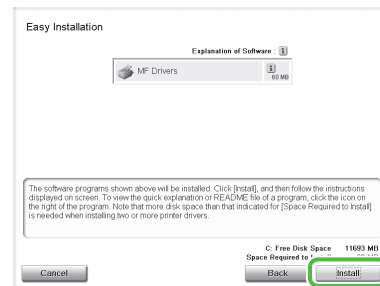 Easy Installation
Explanation of Software :
MF Drivers
60 MB
The software programs shown above will be installed. Click [Install], and then follow the instructions
displayed on screen. To view the quick explanation or README file of a program, click the icon on
the right of the program. Note that more disk space than that indicated for [Space Required to Install]
is needed when installing two or more printer drivers.
C: Free Disk Space 11693 MB
Space Required to
Cancel
Back
Install